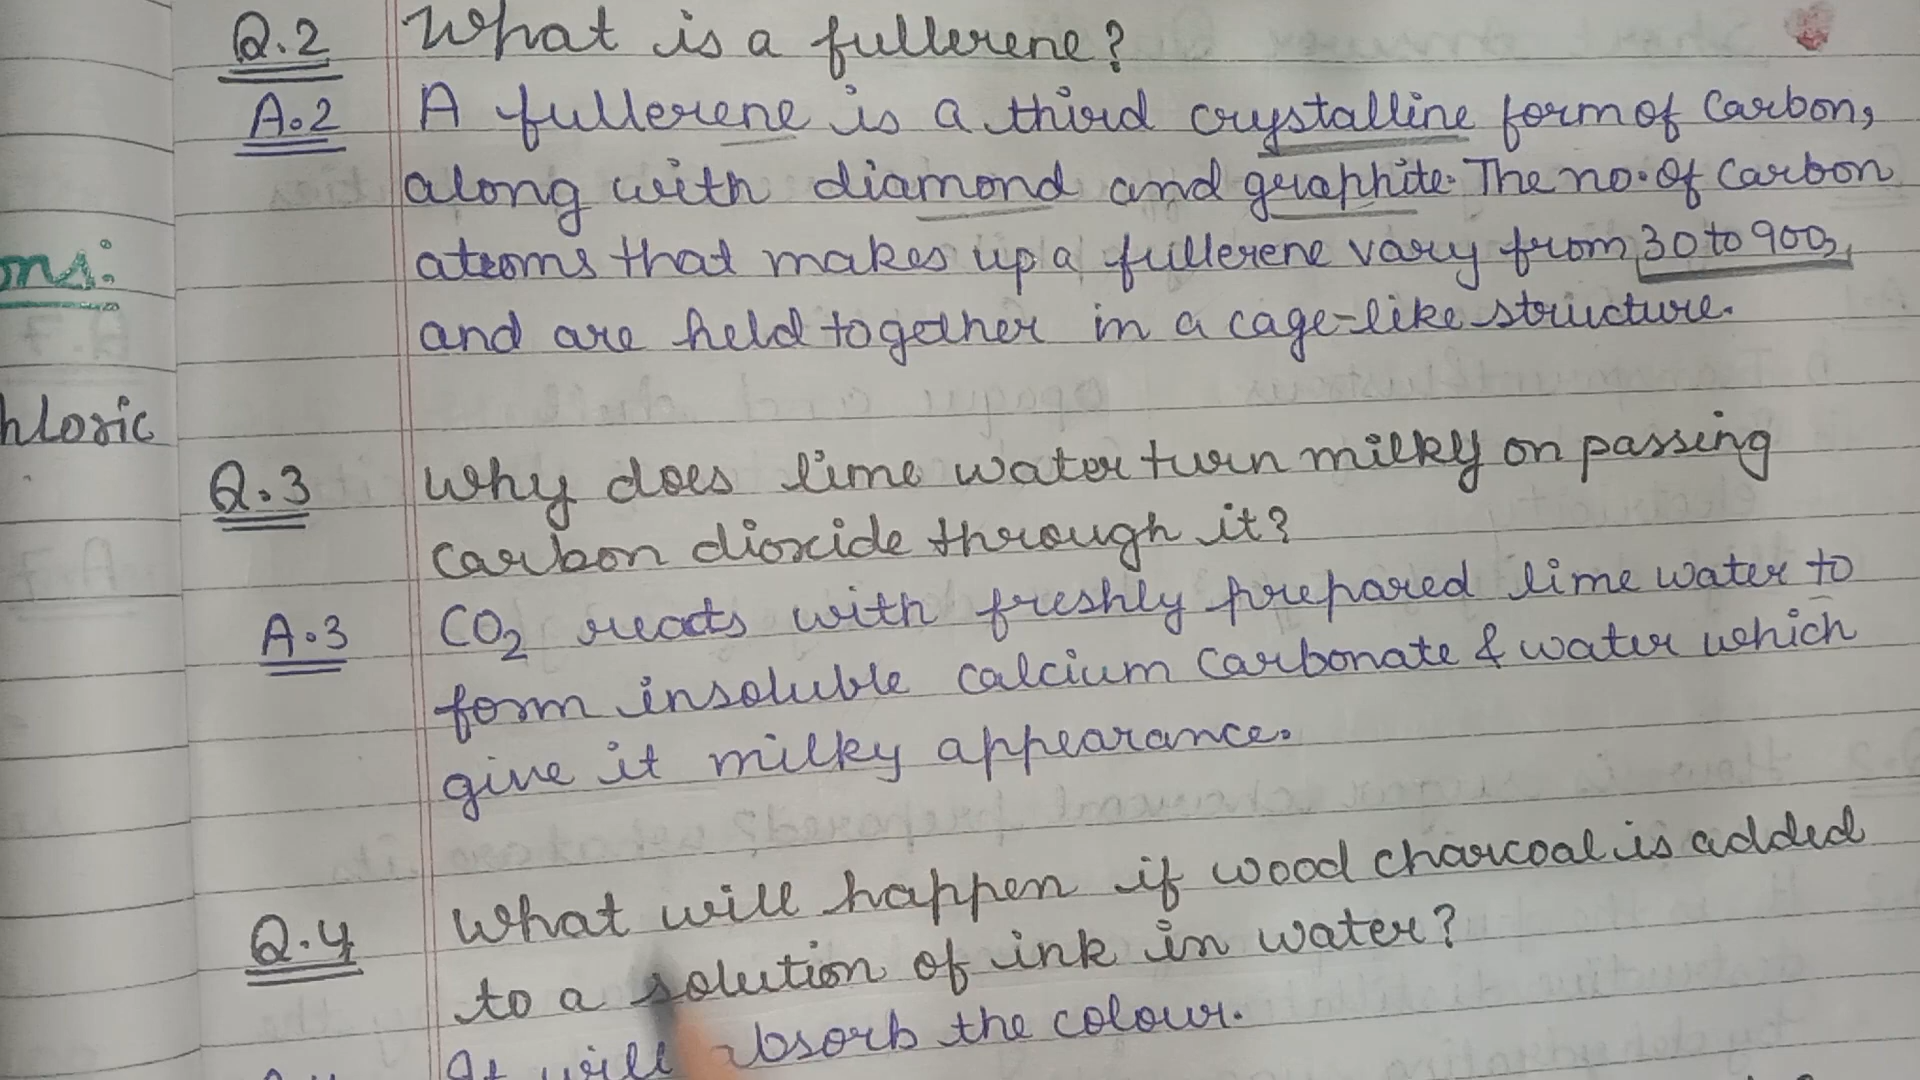 Q.2 What is a fullerene?
A.2 A fullerene is a third crystalline form of Carbon,
along with diamond and graphite. The no. of Carbon
atoms that makes up a fullerene vary from 30 to 900,
and are held together in a cage-like structure.
ons:
hloric
Q.3 Why does lime water turn milky on passing
carbon dioxide through it?
A.3 CO2 reacts with freshly prepared lime water to
form insoluble calcium Carbonate & water which
give it milky appearance.
Q.4 What will happen if wood charcoal is added
to a solution of ink in water?
It will absorb the colour.